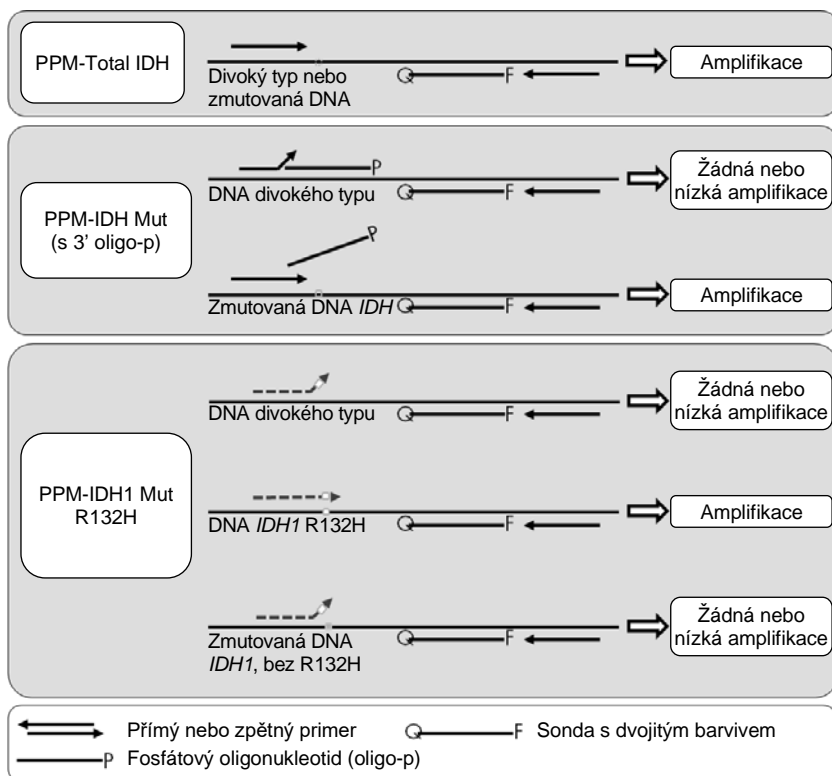 PPM-Total IDH
Divoký typ nebo
zmutovaná DNA
Q F
Amplifikace
PPM-IDH Mut
(s 3' oligo-p)
P
DNA divokého typu
Q F
Žádná nebo
nízká amplifikace
P
Zmutovaná DNA IDH
Q F
Amplifikace
PPM-IDH1 Mut
R132H
DNA divokého typu
Q F
Žádná nebo
nízká amplifikace
DNA IDH1 R132H
Q F
Amplifikace
Zmutovaná DNA
IDH1, bez R132H
Q F
Žádná nebo
nízká amplifikace
Přímý nebo zpětný primer
Q F Sonda s dvojitým barvivem
P Fosfátový oligonukleotid (oligo-p)